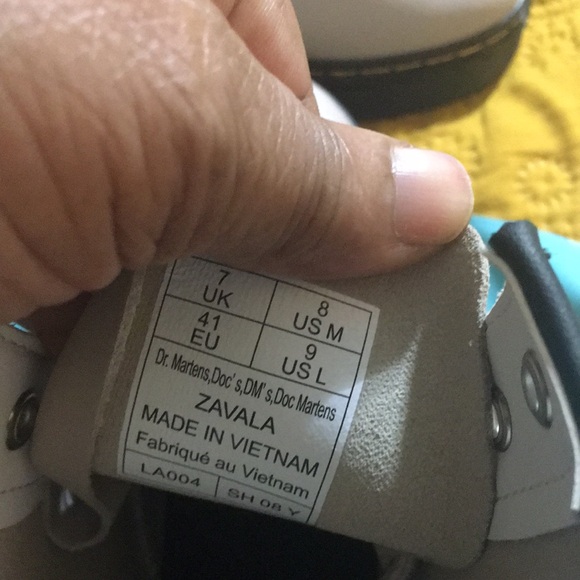 7
UK
8
US M
41
EU
9
US L
Dr. Martens,Doc's,DM's,Doc Martens
ZAVALA
MADE IN VIETNAM
Fabriqué au Vietnam
LA004
SH 08 Y